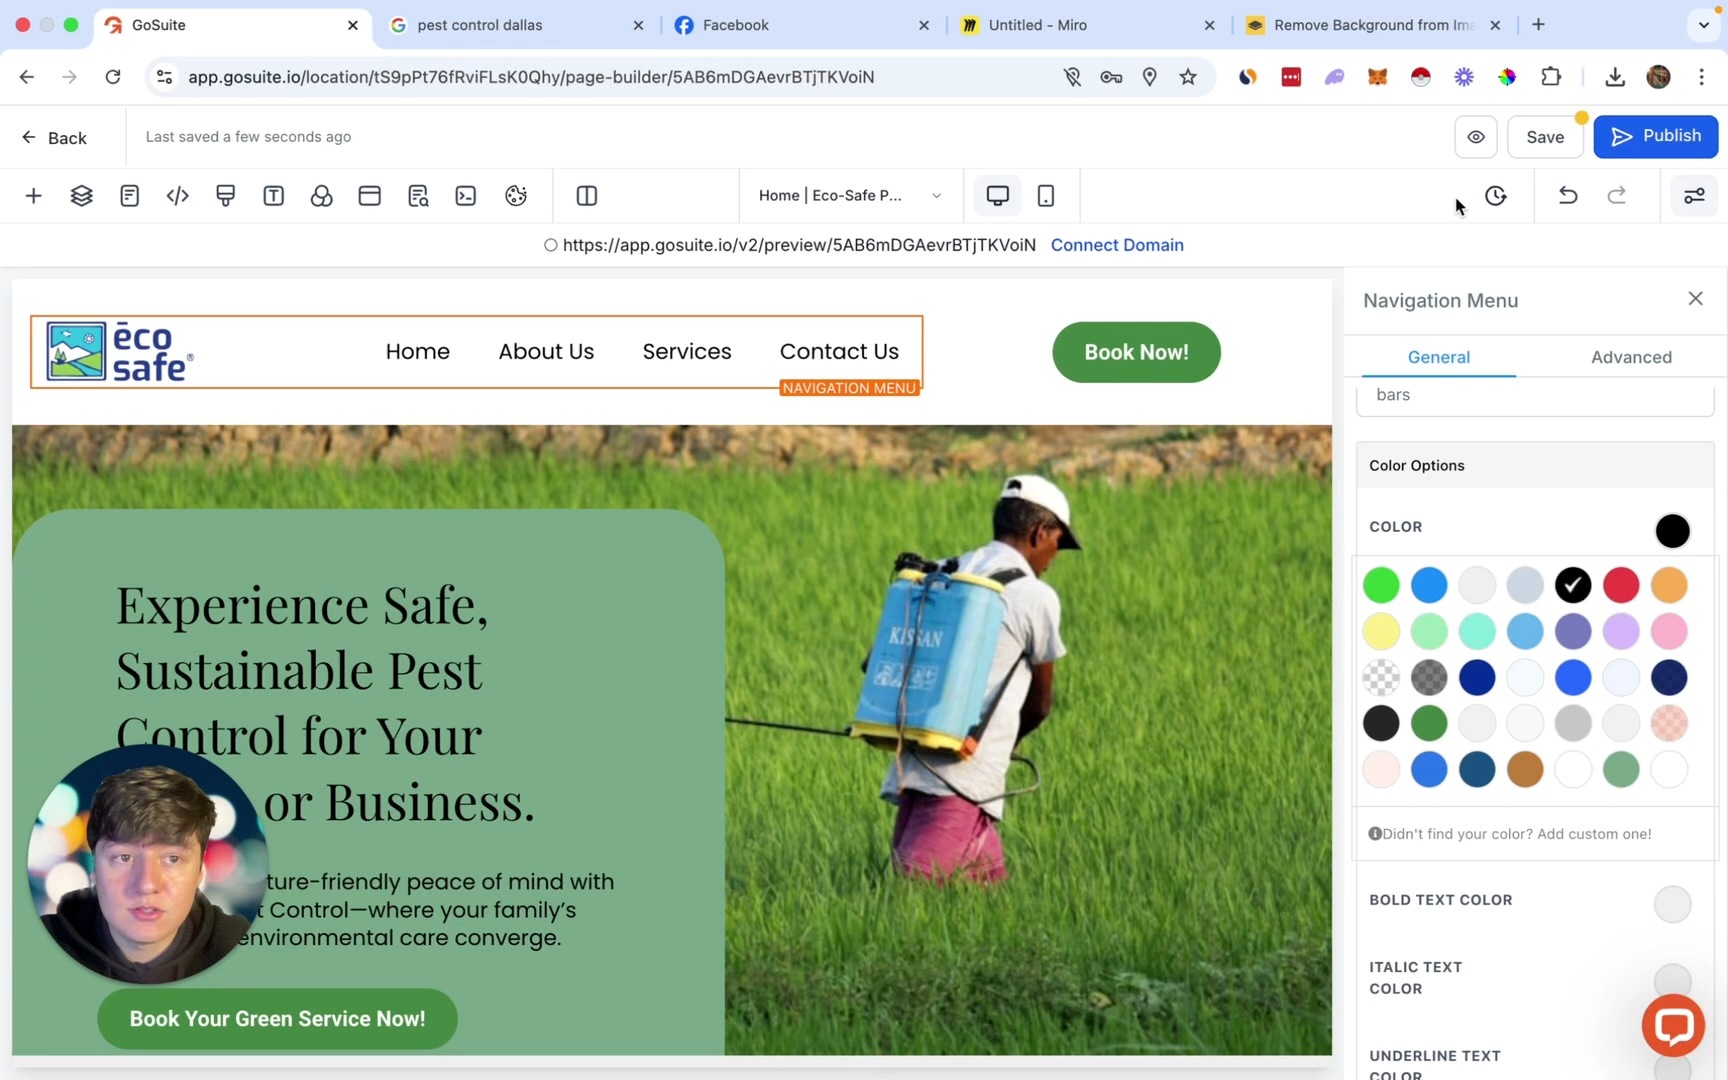 GoSuite
pest control dallas
Facebook
Untitled - Miro
Remove Background from Ima
app.gosuite.io/location/tS9pPt76fRviFLsK0Qhy/page-builder/5AB6mDGAevrBTjTKVoiN
Back
Last saved a few seconds ago
Save
Publish
Home | Eco-Safe P...
https://app.gosuite.io/v2/preview/5AB6mDGAevrBTjTKVoiN Connect Domain
Navigation Menu
General
Advanced
bars
Color Options
COLOR
Didn't find your color? Add custom one!
BOLD TEXT COLOR
ITALIC TEXT
COLOR
UNDERLINE TEXT
COLOR
ēco
safe®
Home
About Us
Services
Contact Us
NAVIGATION MENU
Book Now!
Experience Safe,
Sustainable Pest
Control for Your
or Business.
KISSAN
ture-friendly peace of mind with
t Control—where your family's
environmental care converge.
Book Your Green Service Now!